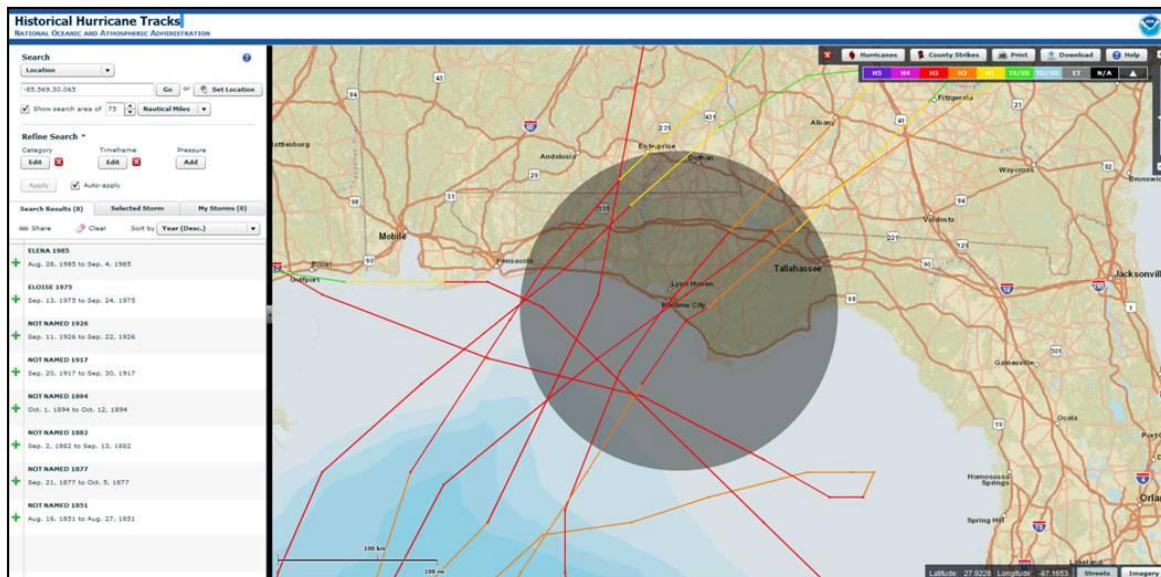 Historical Hurricane Tracks
NATIONAL OCEANIC AND ATMOSPHERIC ADMINISTRATION
Search
Location
-85.569,30.065
Go or Set Location
Show search area of 75 Nautical Miles
Refine Search
Category Timeframe Pressure
Edit Edit Add
Apply Auto-apply
Search Results (8) Selected Storm My Storms (0)
Share Clear Sort by Year (Desc.)
ELENA 1985
Aug. 28, 1985 to Sep. 4, 1985
ELOISE 1975
Sep. 13, 1975 to Sep. 24, 1975
NOT NAMED 1926
Sep. 11, 1926 to Sep. 22, 1926
NOT NAMED 1917
Sep. 20, 1917 to Sep. 30, 1917
NOT NAMED 1894
Oct. 1, 1894 to Oct. 12, 1894
NOT NAMED 1882
Sep. 2, 1882 to Sep. 13, 1882
NOT NAMED 1877
Sep. 21, 1877 to Oct. 5, 1877
NOT NAMED 1851
Aug. 16, 1851 to Aug. 27, 1851
Hurricanes County Strikes Print Download Help
H5 H4 H3 H2 H1 TS/SS TD/SD ET N/A
Fitzgerald
Albany
Enterprise
Andalusia
Dothan
Waycross
Brunswick
Valdosta
Mobile
Pensacola
Biloxi
Gulfport
Tallahassee
Jacksonville
Lynn Haven
Panama City
Gainesville
Ocala
Homosassa
Springs
Spring Hill
Lakeland
100 km
100 mi
Latitude: 27.9228 Longitude: -87.1653 Streets Imagery